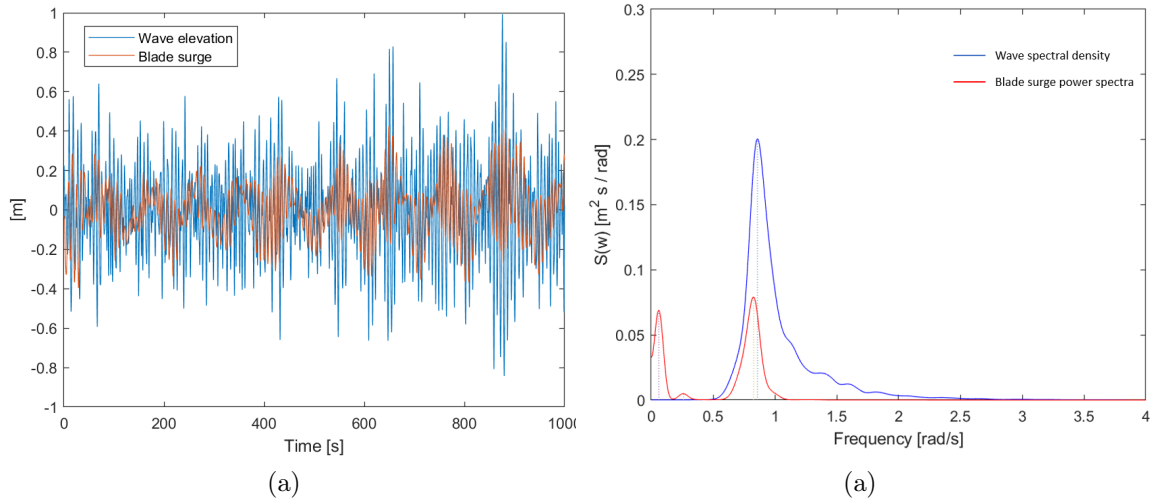 1
0.8
0.6
0.4
0.2
0
-0.2
-0.4
-0.6
-0.8
-1
[m]
Wave elevation
Blade surge
0 200 400 600 800 1000
Time [s]
(a)
0.3
0.25
0.2
0.15
0.1
0.05
0
S(w) [m² s / rad]
Wave spectral density
Blade surge power spectra
0 0.5 1 1.5 2 2.5 3 3.5 4
Frequency [rad/s]
(a)